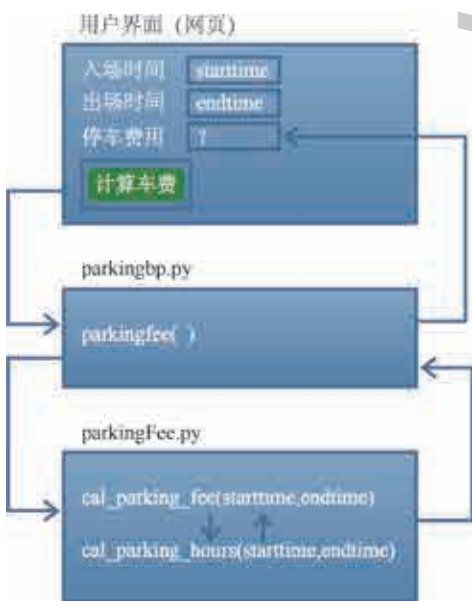 用户界面（网页）
入场时间 starttime
出场时间 endtime
停车费用 ?
计算车费
parkingbp.py
parkingfee( )
parkingFee.py
cal_parking_fee(starttime,endtime)
cal_parking_hours(starttime,endtime)